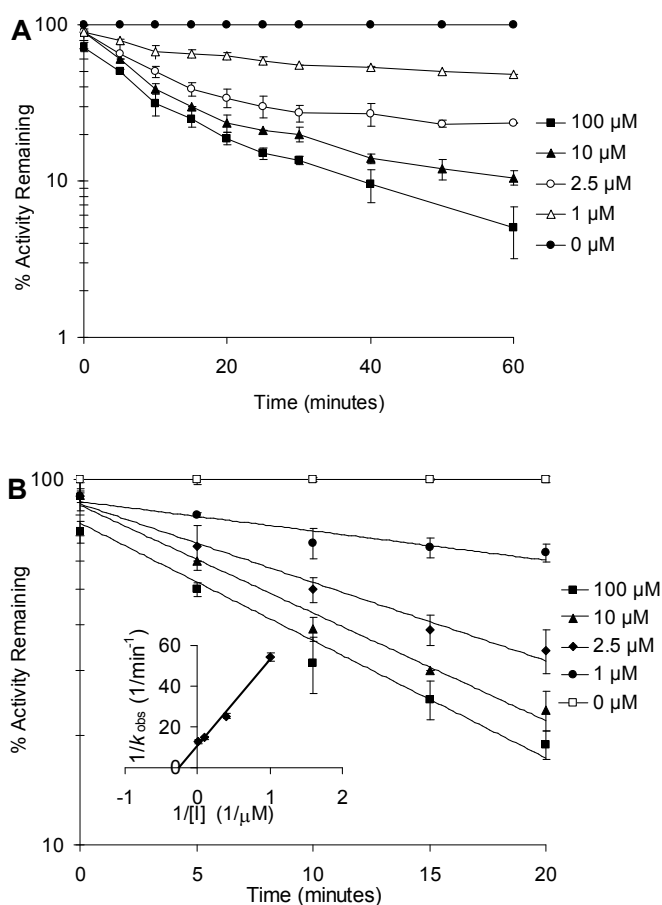 A
100
10
1
% Activity Remaining
0
20
40
60
Time (minutes)
100 µM
10 µM
2.5 µM
1 µM
0 µM
B
100
10
% Activity Remaining
0
5
10
15
20
Time (minutes)
100 µM
10 µM
2.5 µM
1 µM
0 µM
60
40
20
0
1/kobs (1/min-1)
-1
0
1
2
1/[I] (1/µM)